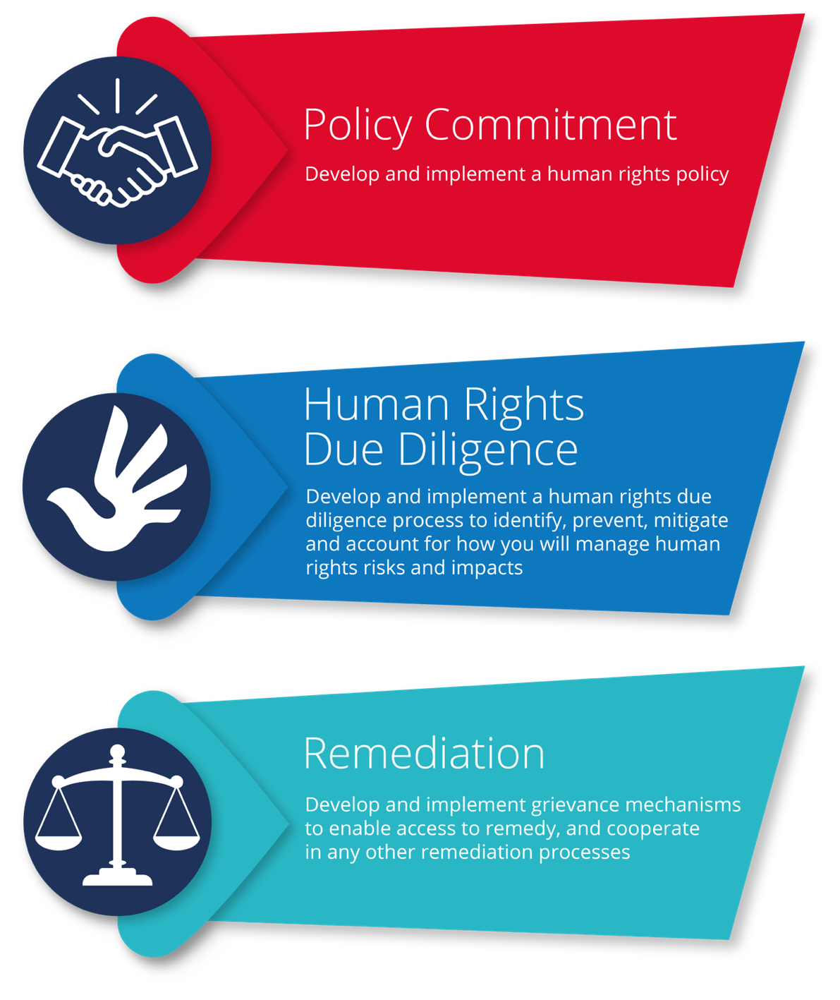 Policy Commitment
Develop and implement a human rights policy
Human Rights
Due Diligence
Develop and implement a human rights due
diligence process to identify, prevent, mitigate
and account for how you will manage human
rights risks and impacts
Remediation
Develop and implement grievance mechanisms
to enable access to remedy, and cooperate
in any other remediation processes